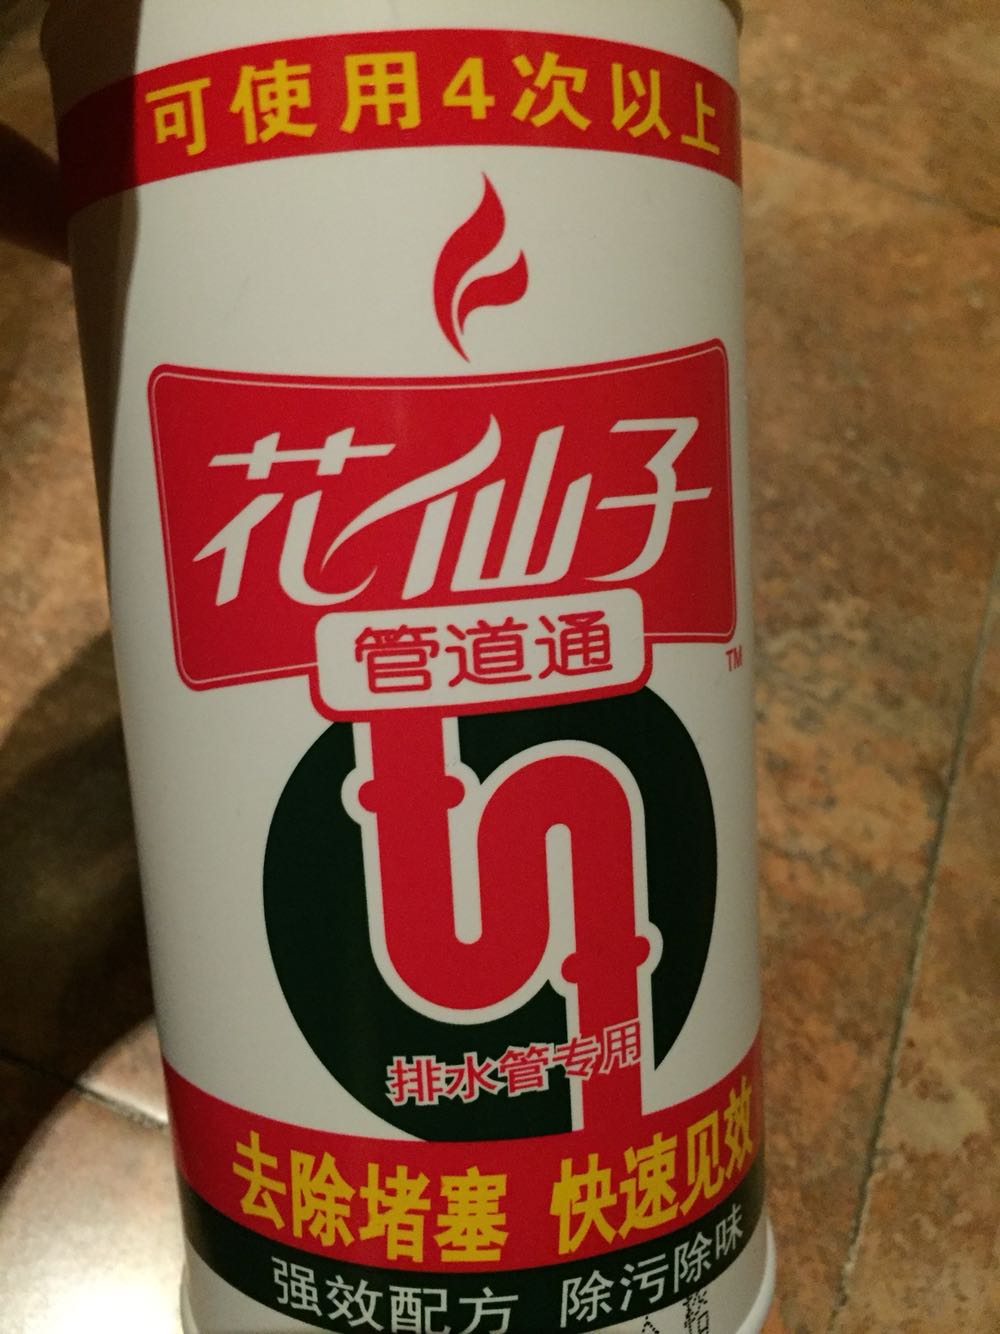 可使用4次以上
花仙子
管道通
TM
排水管专用
去除堵塞 快速见效
强效配方 除污除味